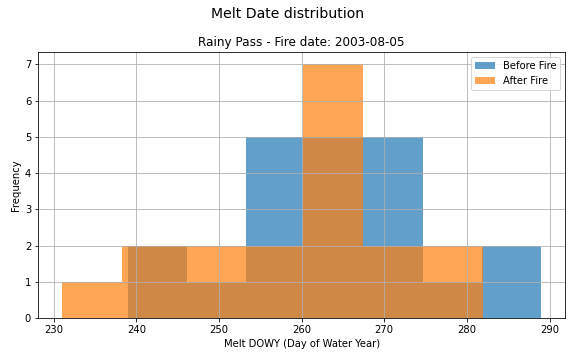 Melt Date distribution
Rainy Pass - Fire date: 2003-08-05
Before Fire
After Fire
7
6
5
4
3
2
1
0
Frequency
230
240
250
260
270
280
290
Melt DOWY (Day of Water Year)